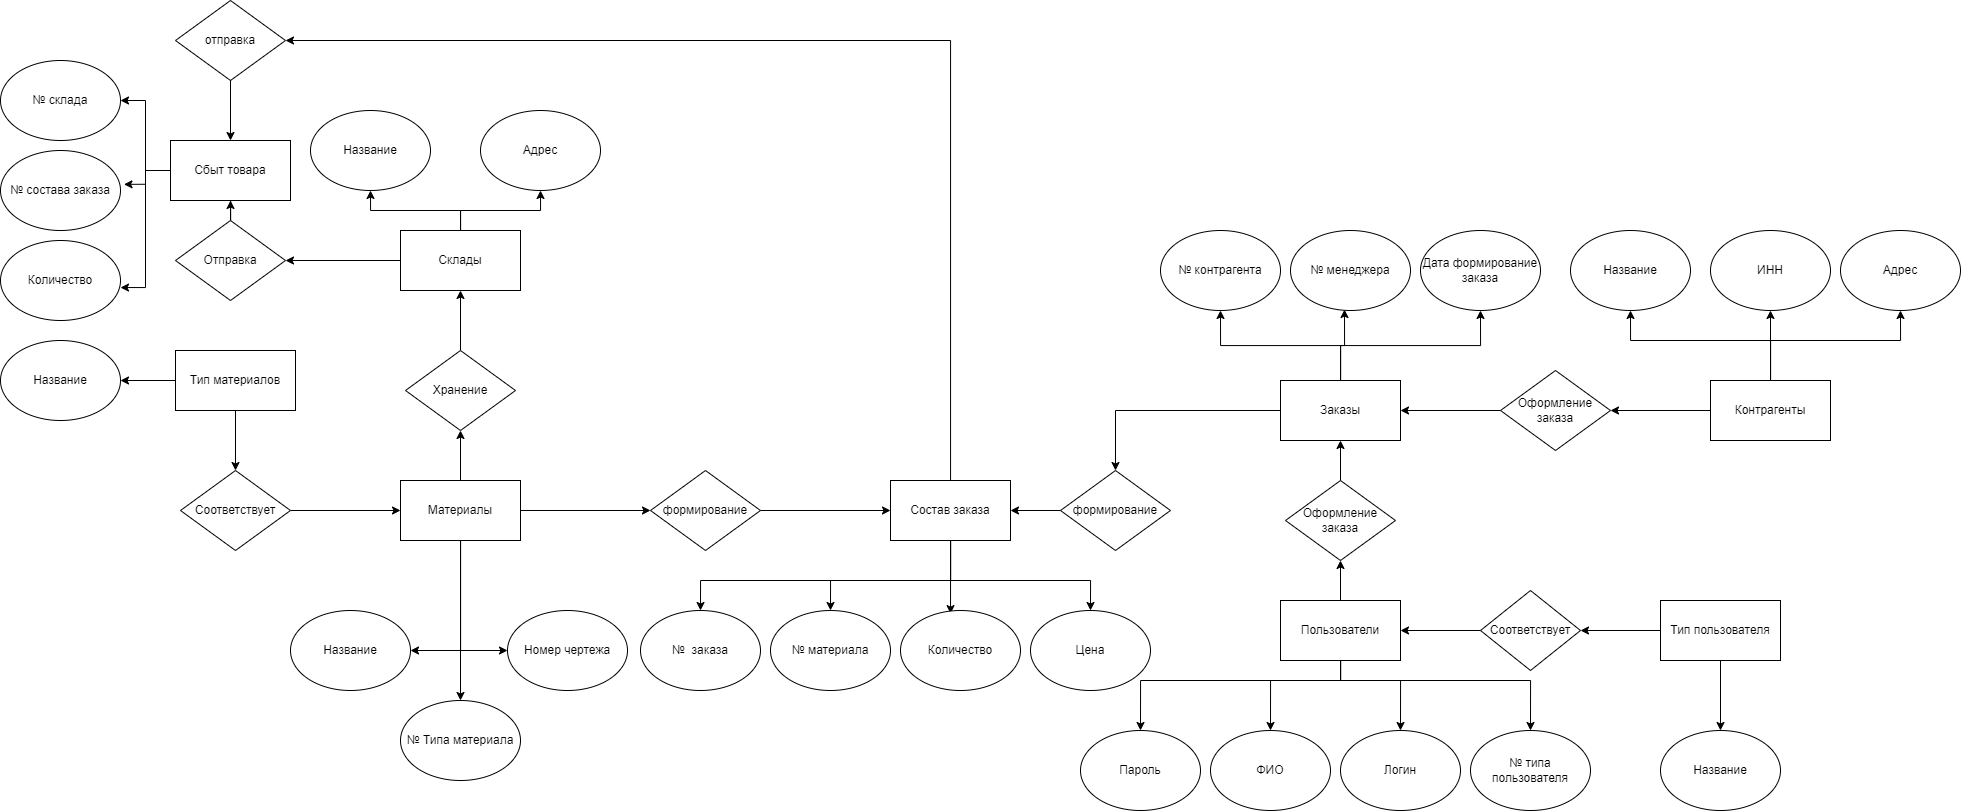 отправка
№ склада
Название
Адрес
Сбыт товара
№ состава заказа
Отправка
Склады
Количество
№ контрагента
№ менеджера
Дата формирование
заказа
Название
ИНН
Адрес
Название
Тип материалов
Хранение
Заказы
Оформление
заказа
Контрагенты
Соответствует
Материалы
формирование
Состав заказа
формирование
Оформление
заказа
Название
Номер чертежа
№  заказа
№ материала
Количество
Цена
Пользователи
Соответствует
Тип пользователя
№ Типа материала
Пароль
ФИО
Логин
№ типа
пользователя
Название